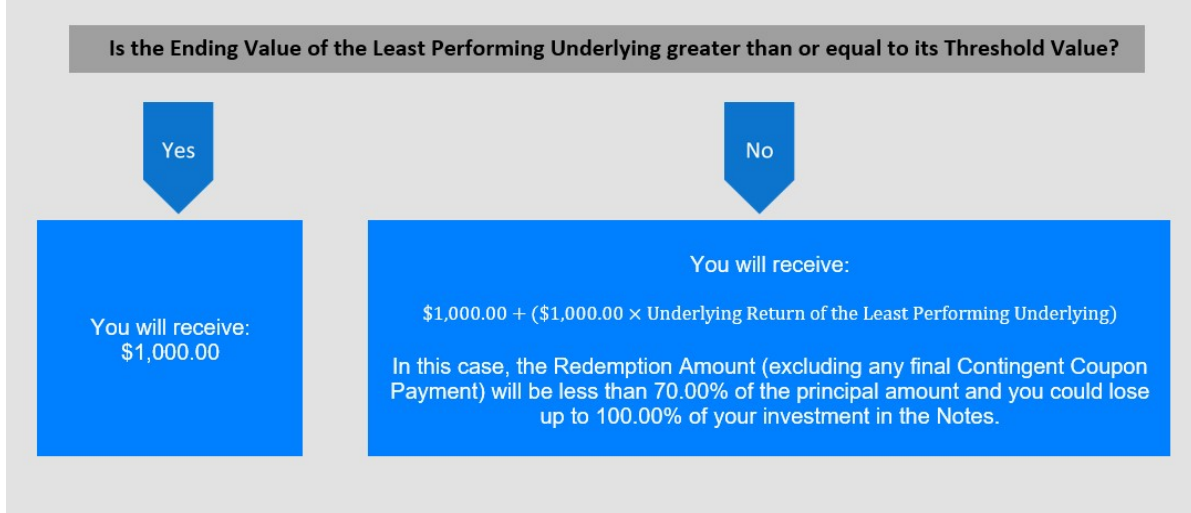 Is the Ending Value of the Least Performing Underlying greater than or equal to its Threshold Value?
Yes
No
You will receive:
$1,000.00
You will receive:
$1,000.00 + ($1,000.00 × Underlying Return of the Least Performing Underlying)
In this case, the Redemption Amount (excluding any final Contingent Coupon
Payment) will be less than 70.00% of the principal amount and you could lose
up to 100.00% of your investment in the Notes.